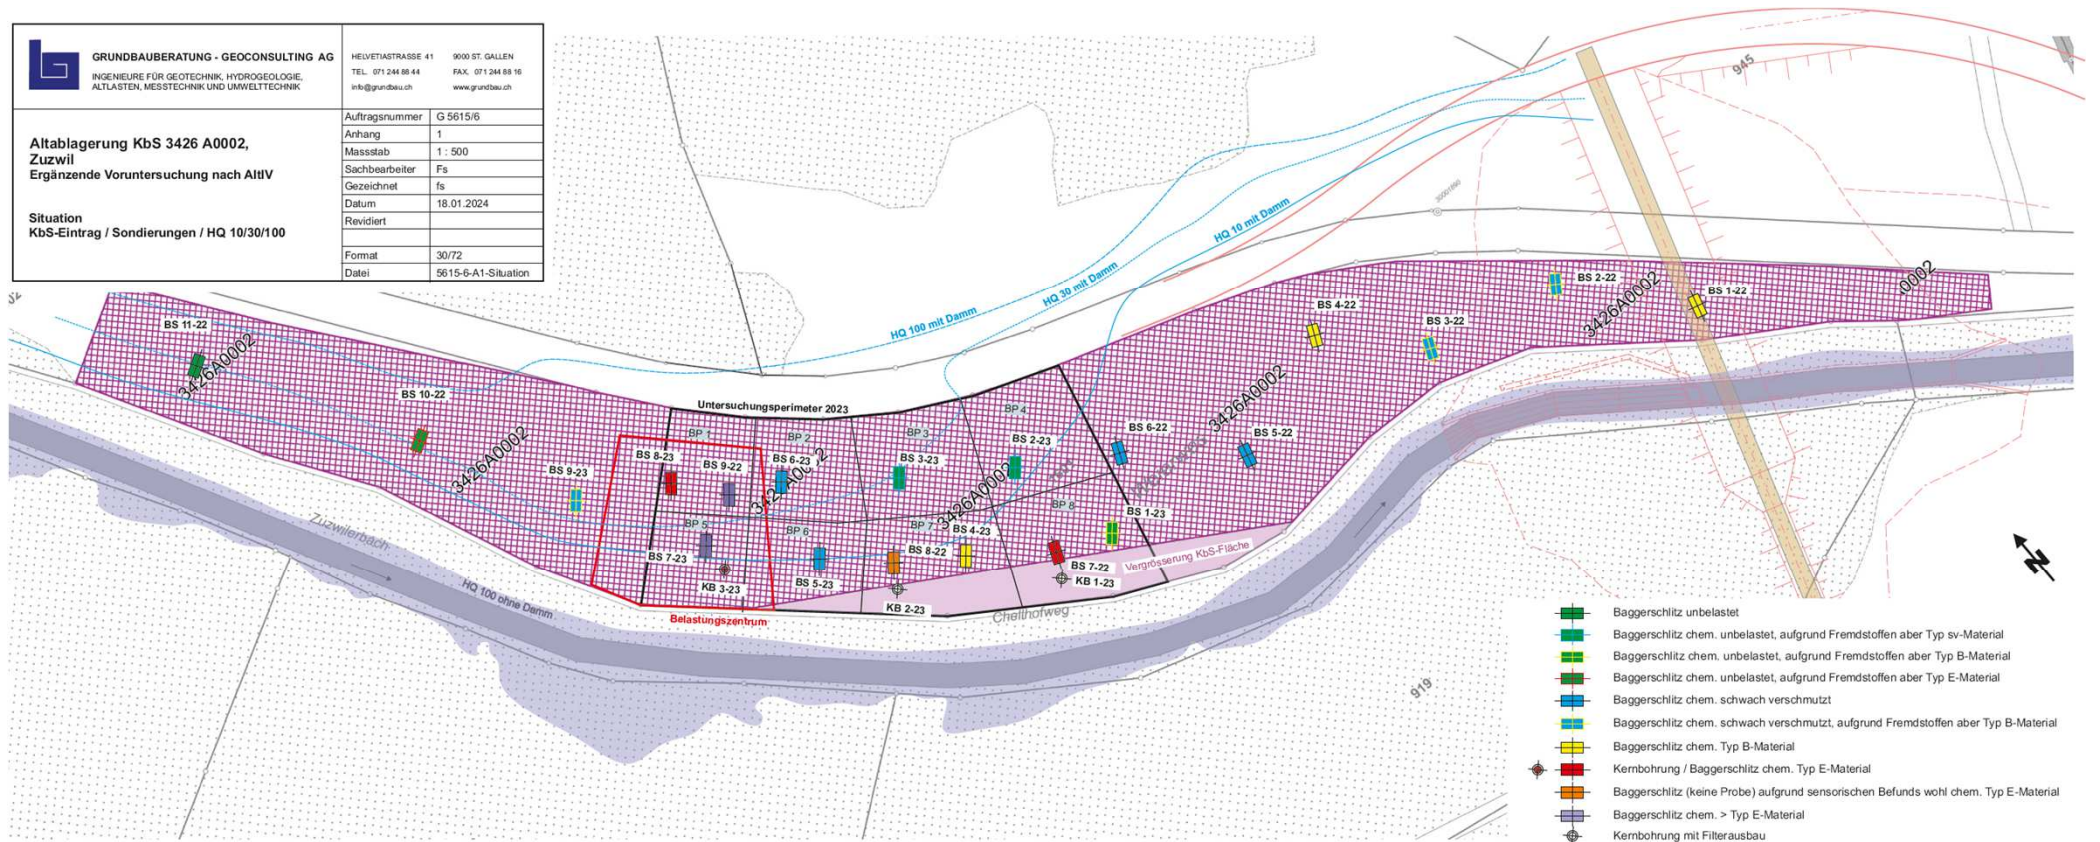 GRUNDBAUBERATUNG - GEOCONSULTING AG
INGENIEURE FÜR GEOTECHNIK, HYDROGEOLOGIE,
ALTLASTEN, MESSTECHNIK UND UMWELTTECHNIK
HELVETIASTRASSE 41 9000 ST. GALLEN
TEL. 071 244 88 44 FAX. 071 244 88 16
info@grundbau.ch www.grundbau.ch
Altablagerung KbS 3426 A0002,
Zuzwil
Ergänzende Voruntersuchung nach AltlV
Situation
KbS-Eintrag / Sondierungen / HQ 10/30/100
Auftragsnummer G 5615/6
Anhang 1
Massstab 1 : 500
Sachbearbeiter Fs
Gezeichnet fs
Datum 18.01.2024
Revidiert
Format 30/72
Datei 5615-6-A1-Situation
945
30001890
HQ 10 mit Damm
HQ 30 mit Damm
HQ 100 mit Damm
BS 11-22
3426A0002
BS 10-22
3426A0002
BS 9-23
Untersuchungsperimeter 2023
BP 1
BP 2
BP 3
BP 4
BS 8-23
BS 9-22
BS 6-23
BS 3-23
BS 2-23
3426A0002
BP 5
BP 6
BP 7
BP 8
BS 7-23
KB 3-23
BS 5-23
BS 8-22
KB 2-23
BS 4-23
BS 1-23
BS 7-22
KB 1-23
Vergrösserung KbS-Fläche
Belastungszentrum
BS 6-22
BS 5-22
3426A0002
BS 4-22
BS 3-22
BS 2-22
3426A0002
BS 1-22
.0002
Zuzwilerbach
HQ 100 ohne Damm
919
N
Baggerschlitz unbelastet
Baggerschlitz chem. unbelastet, aufgrund Fremdstoffen aber Typ sv-Material
Baggerschlitz chem. unbelastet, aufgrund Fremdstoffen aber Typ B-Material
Baggerschlitz chem. unbelastet, aufgrund Fremdstoffen aber Typ E-Material
Baggerschlitz chem. schwach verschmutzt
Baggerschlitz chem. schwach verschmutzt, aufgrund Fremdstoffen aber Typ B-Material
Baggerschlitz chem. Typ B-Material
Kernbohrung / Baggerschlitz chem. Typ E-Material
Baggerschlitz (keine Probe) aufgrund sensorischen Befunds wohl chem. Typ E-Material
Baggerschlitz chem. > Typ E-Material
Kernbohrung mit Filterausbau